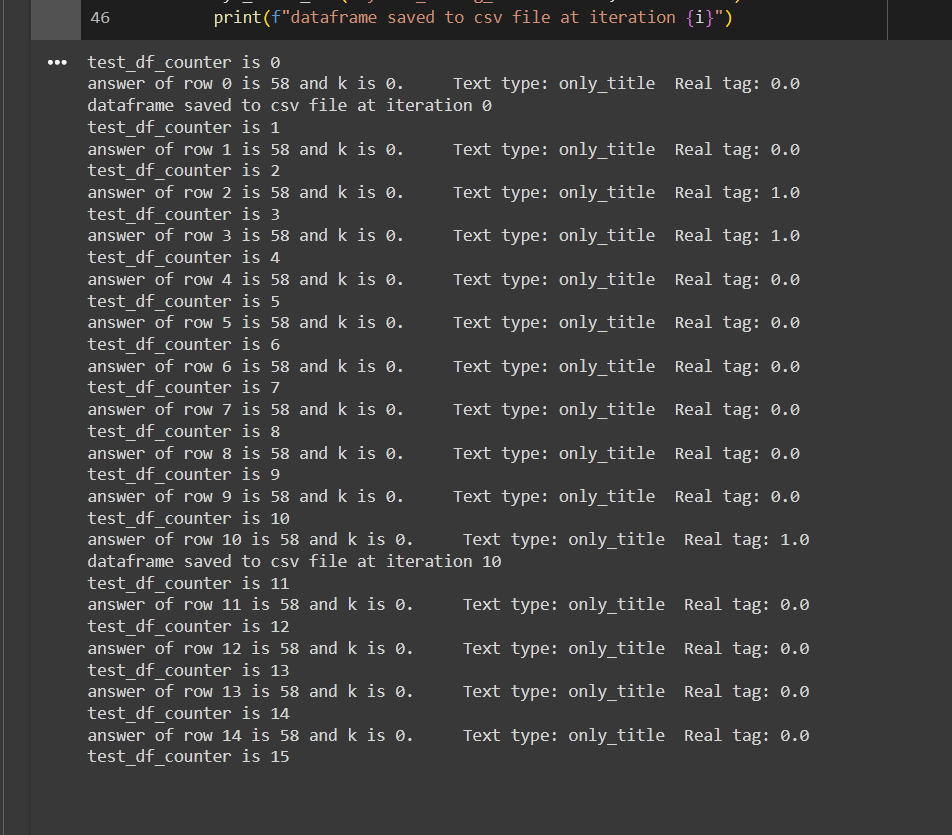 46 print(f"dataframe saved to csv file at iteration {i}")
test_df_counter is 0
answer of row 0 is 58 and k is 0. Text type: only_title Real tag: 0.0
dataframe saved to csv file at iteration 0
test_df_counter is 1
answer of row 1 is 58 and k is 0. Text type: only_title Real tag: 0.0
test_df_counter is 2
answer of row 2 is 58 and k is 0. Text type: only_title Real tag: 1.0
test_df_counter is 3
answer of row 3 is 58 and k is 0. Text type: only_title Real tag: 1.0
test_df_counter is 4
answer of row 4 is 58 and k is 0. Text type: only_title Real tag: 0.0
test_df_counter is 5
answer of row 5 is 58 and k is 0. Text type: only_title Real tag: 0.0
test_df_counter is 6
answer of row 6 is 58 and k is 0. Text type: only_title Real tag: 0.0
test_df_counter is 7
answer of row 7 is 58 and k is 0. Text type: only_title Real tag: 0.0
test_df_counter is 8
answer of row 8 is 58 and k is 0. Text type: only_title Real tag: 0.0
test_df_counter is 9
answer of row 9 is 58 and k is 0. Text type: only_title Real tag: 0.0
test_df_counter is 10
answer of row 10 is 58 and k is 0. Text type: only_title Real tag: 1.0
dataframe saved to csv file at iteration 10
test_df_counter is 11
answer of row 11 is 58 and k is 0. Text type: only_title Real tag: 0.0
test_df_counter is 12
answer of row 12 is 58 and k is 0. Text type: only_title Real tag: 0.0
test_df_counter is 13
answer of row 13 is 58 and k is 0. Text type: only_title Real tag: 0.0
test_df_counter is 14
answer of row 14 is 58 and k is 0. Text type: only_title Real tag: 0.0
test_df_counter is 15